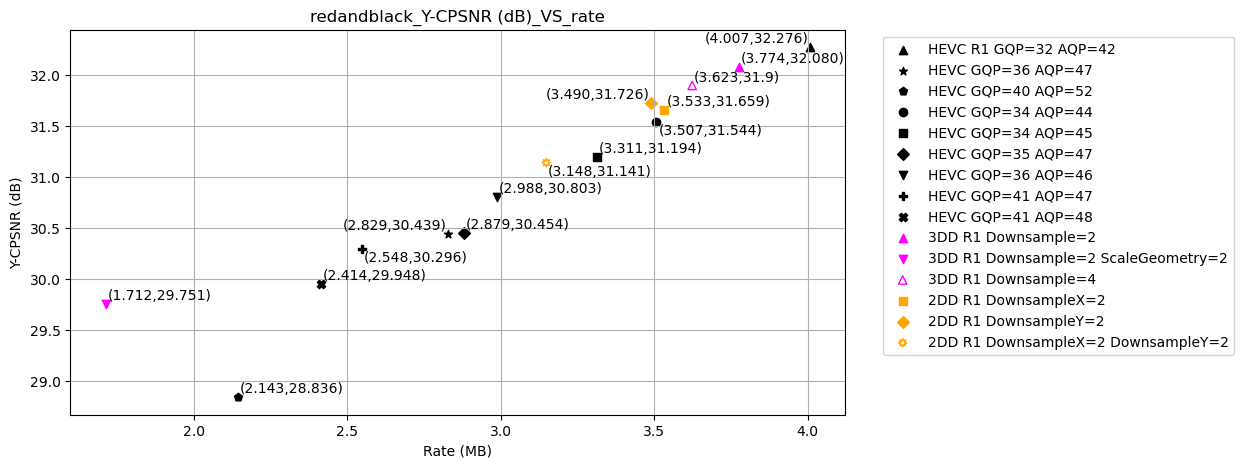 redandblack_Y-CPSNR (dB)_VS_rate
(4.007,32.276)
(3.774,32.080)
(3.623,31.9)
(3.490,31.726)
(3.533,31.659)
(3.507,31.544)
(3.311,31.194)
(3.148,31.141)
(2.988,30.803)
(2.829,30.439)
(2.879,30.454)
(2.548,30.296)
(2.414,29.948)
(1.712,29.751)
(2.143,28.836)
32.0
31.5
31.0
30.5
30.0
29.5
29.0
Y-CPSNR (dB)
2.0 2.5 3.0 3.5 4.0
Rate (MB)
HEVC R1 GQP=32 AQP=42
HEVC GQP=36 AQP=47
HEVC GQP=40 AQP=52
HEVC GQP=34 AQP=44
HEVC GQP=34 AQP=45
HEVC GQP=35 AQP=47
HEVC GQP=36 AQP=46
HEVC GQP=41 AQP=47
HEVC GQP=41 AQP=48
3DD R1 Downsample=2
3DD R1 Downsample=2 ScaleGeometry=2
3DD R1 Downsample=4
2DD R1 DownsampleX=2
2DD R1 DownsampleY=2
2DD R1 DownsampleX=2 DownsampleY=2